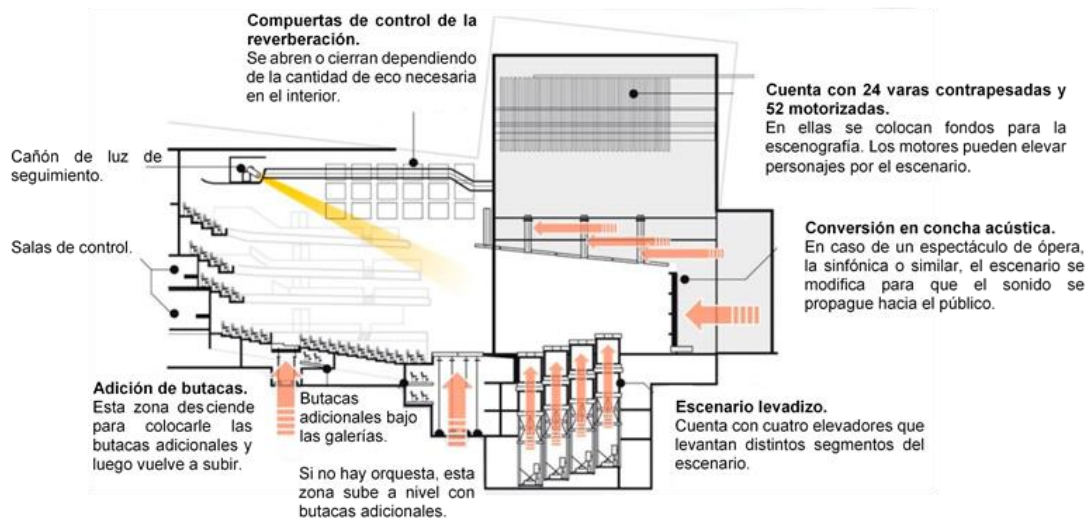 Compuertas de control de la
reverberación.
Se abren o cierran dependiendo
de la cantidad de eco necesaria
en el interior.
Cuenta con 24 varas contrapesadas y
52 motorizadas.
En ellas se colocan fondos para la
escenografía. Los motores pueden elevar
personajes por el escenario.
Cañón de luz de
seguimiento.
Salas de control.
Conversión en concha acústica.
En caso de un espectáculo de ópera,
la sinfónica o similar, el escenario se
modifica para que el sonido se
propague hacia el público.
Adición de butacas.
Esta zona desciende
para colocarle las
butacas adicionales y
luego vuelve a subir.
Butacas
adicionales bajo
las galerías.
Si no hay orquesta, esta
zona sube a nivel con
butacas adicionales.
Escenario levadizo.
Cuenta con cuatro elevadores que
levantan distintos segmentos del
escenario.